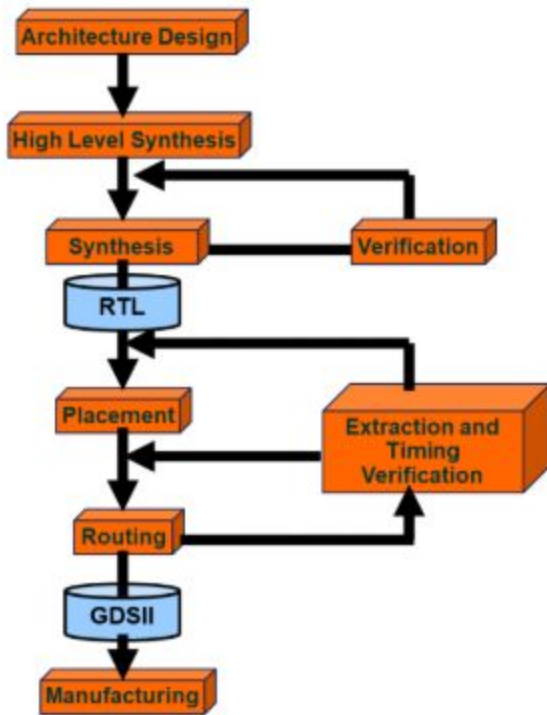 Architecture Design
High Level Synthesis
Synthesis
Verification
RTL
Placement
Extraction and
Timing
Verification
Routing
GDSII
Manufacturing